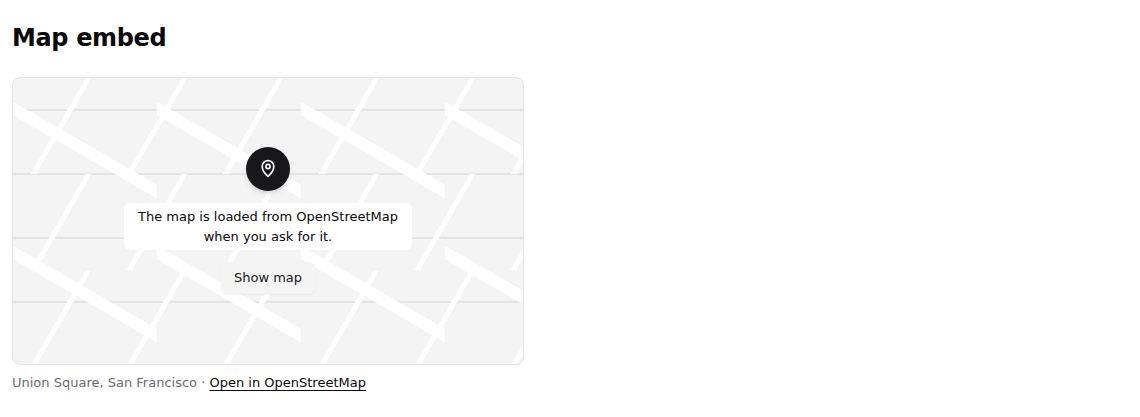 Map embed
The map is loaded from OpenStreetMap
when you ask for it.
Show map
Union Square, San Francisco · Open in OpenStreetMap